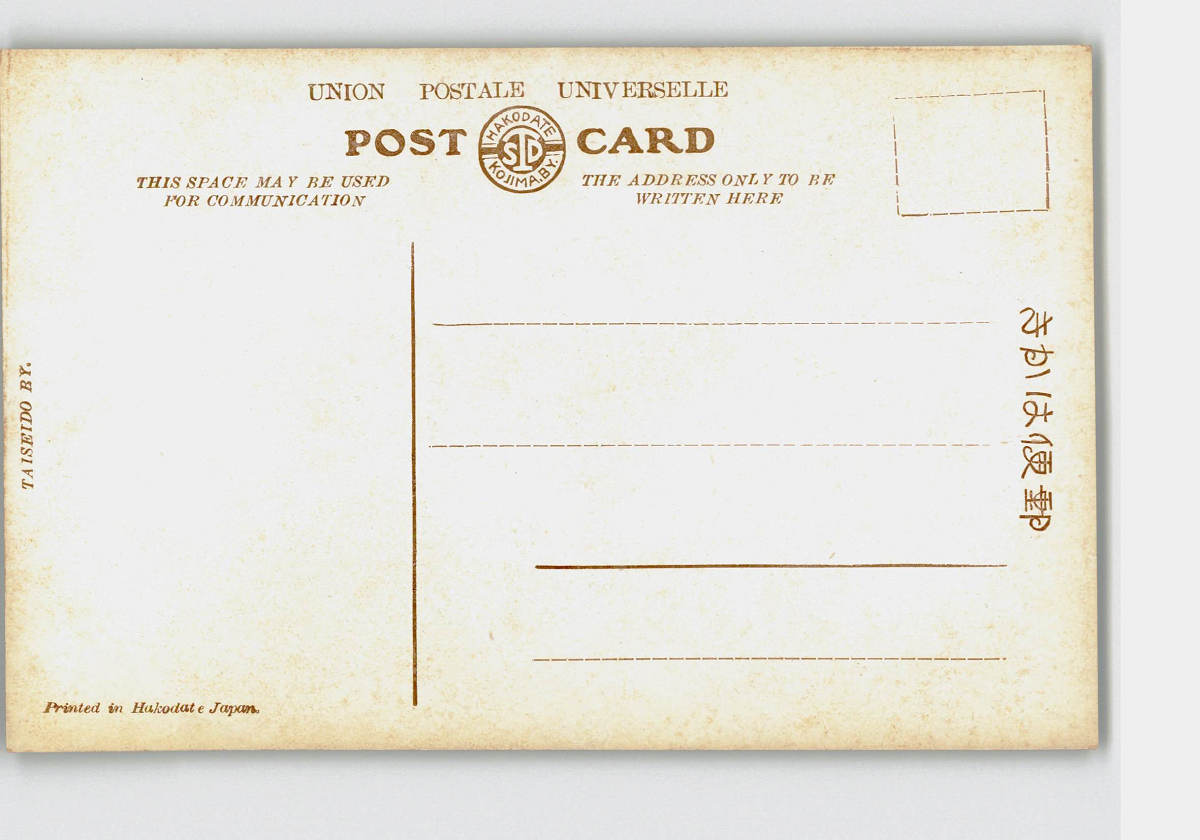 UNION POSTALE UNIVERSELLE
POST CARD
HAKODATE
SD
KOJIMA.BY.
THIS SPACE MAY BE USED
FOR COMMUNICATION
THE ADDRESS ONLY TO BE
WRITTEN HERE
きかは便郵
TAISEIDO BY.
Printed in Hakodate Japan.